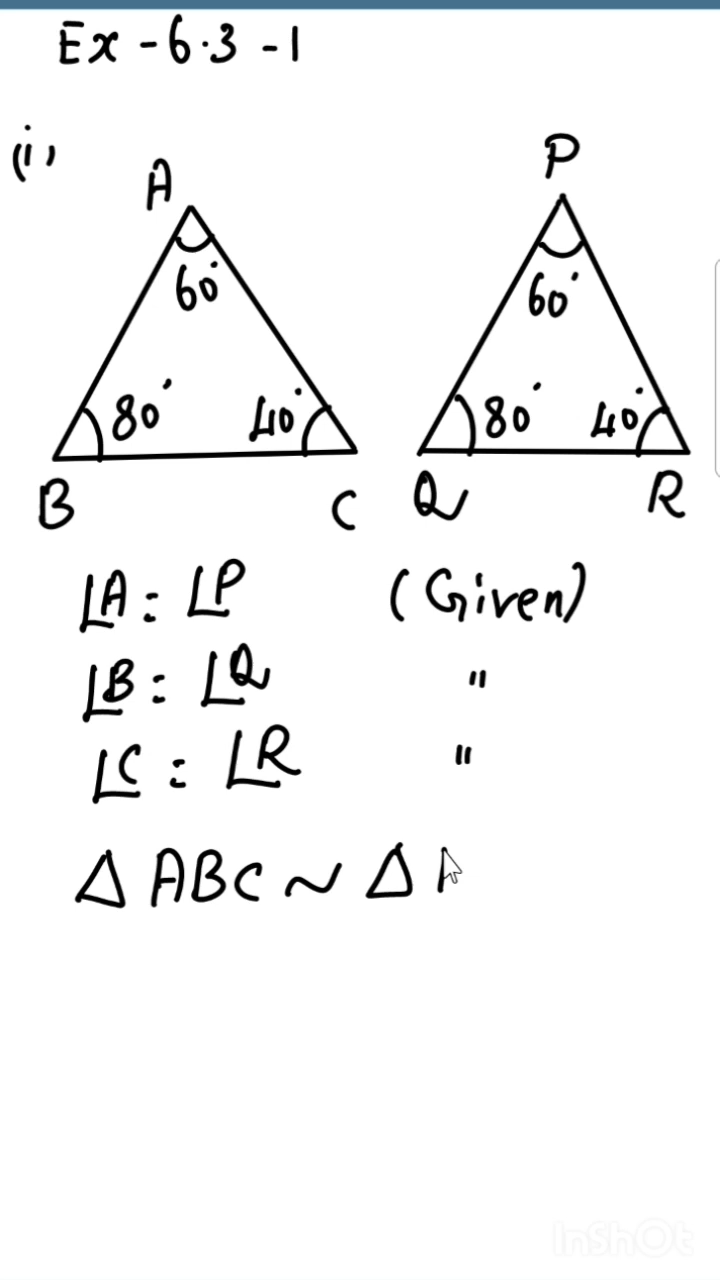 Ex - 6.3 - 1
(i)
A
P
60°
60°
80°
40°
80°
40°
B
C
Q
R
∠A = ∠P (Given)
∠B = ∠Q "
∠C = ∠R "
△ ABC ~ △
InShOt